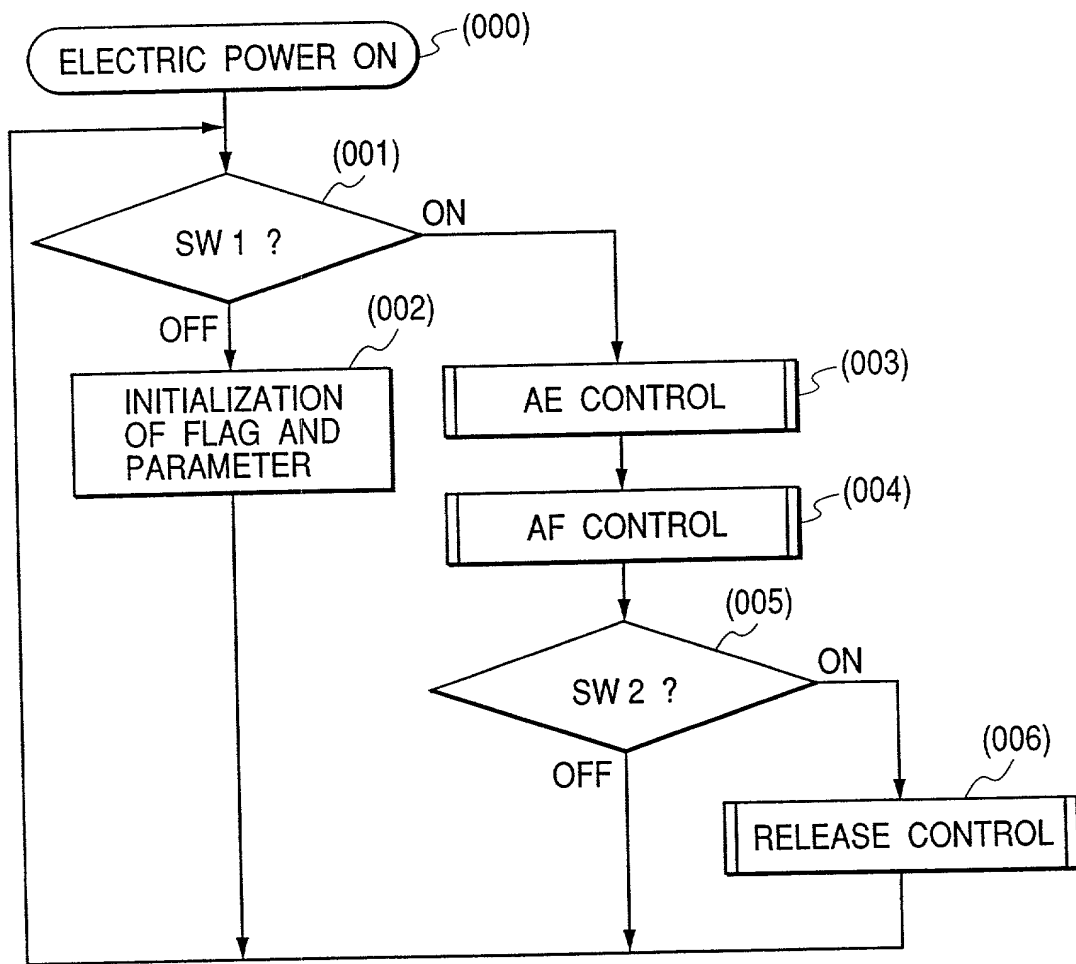 (000)
ELECTRIC POWER ON
(001)
SW 1 ?
ON
OFF
(002)
INITIALIZATION
OF FLAG AND
PARAMETER
(003)
AE CONTROL
(004)
AF CONTROL
(005)
SW 2 ?
ON
OFF
(006)
RELEASE CONTROL